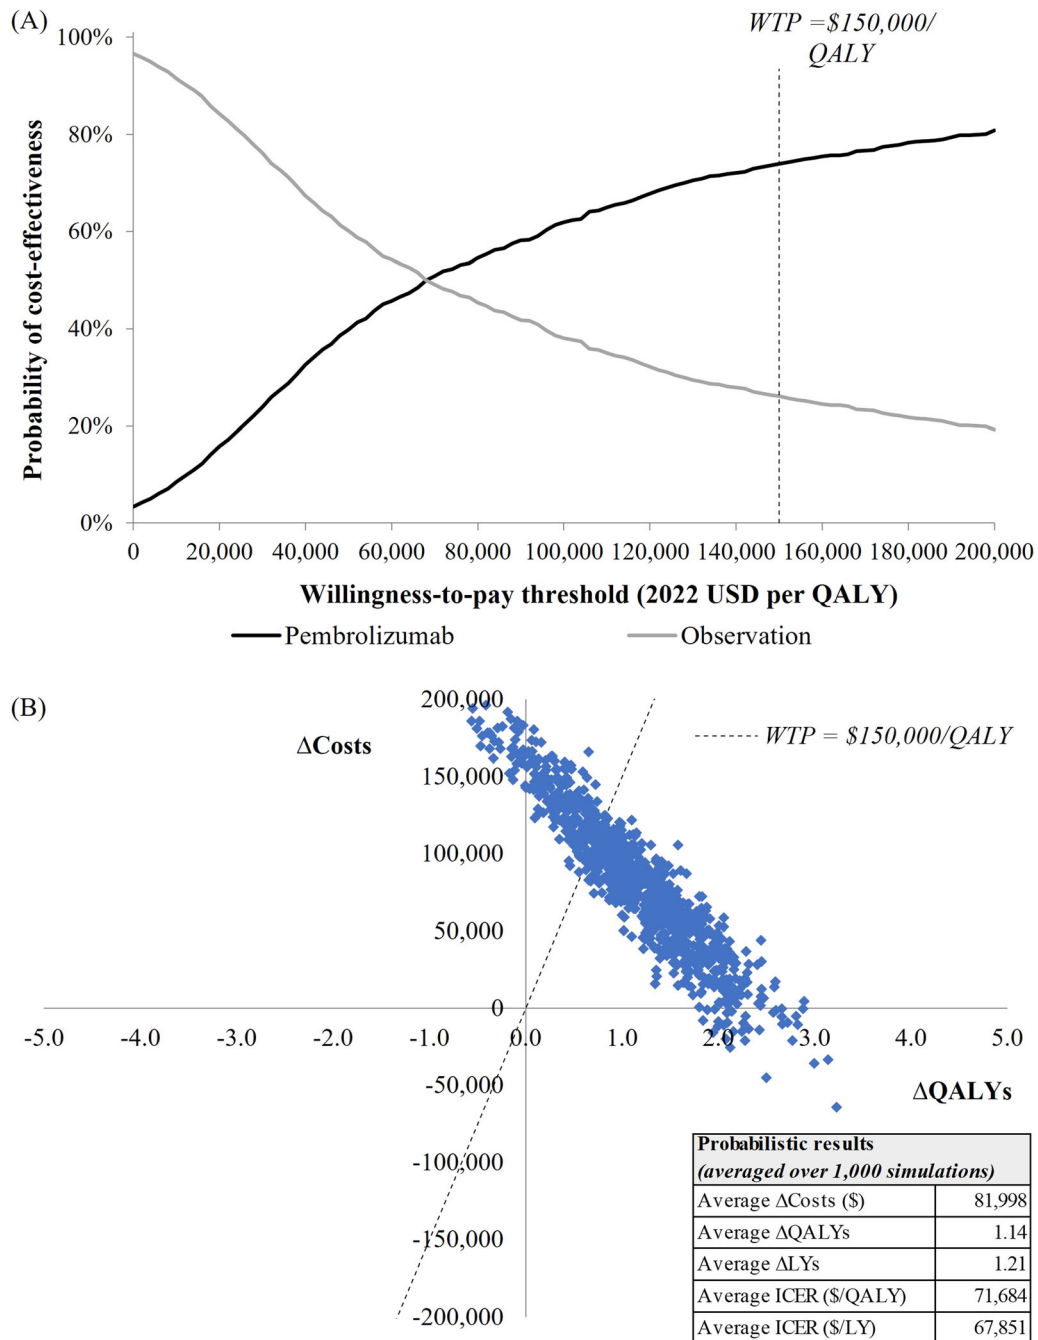 (A)
WTP =$150,000/
QALY
100%
80%
60%
40%
20%
0%
Probability of cost-effectiveness
0 20,000 40,000 60,000 80,000 100,000 120,000 140,000 160,000 180,000 200,000
Willingness-to-pay threshold (2022 USD per QALY)
Pembrolizumab Observation
(B)
200,000
ΔCosts
WTP = $150,000/QALY
150,000
100,000
50,000
0
-5.0 -4.0 -3.0 -2.0 -1.0 0.0 1.0 2.0 3.0 4.0 5.0
-50,000
ΔQALYs
-100,000
-150,000
-200,000
Probabilistic results
(averaged over 1,000 simulations)
Average ΔCosts ($) 81,998
Average ΔQALYs 1.14
Average ΔLYs 1.21
Average ICER ($/QALY) 71,684
Average ICER ($/LY) 67,851